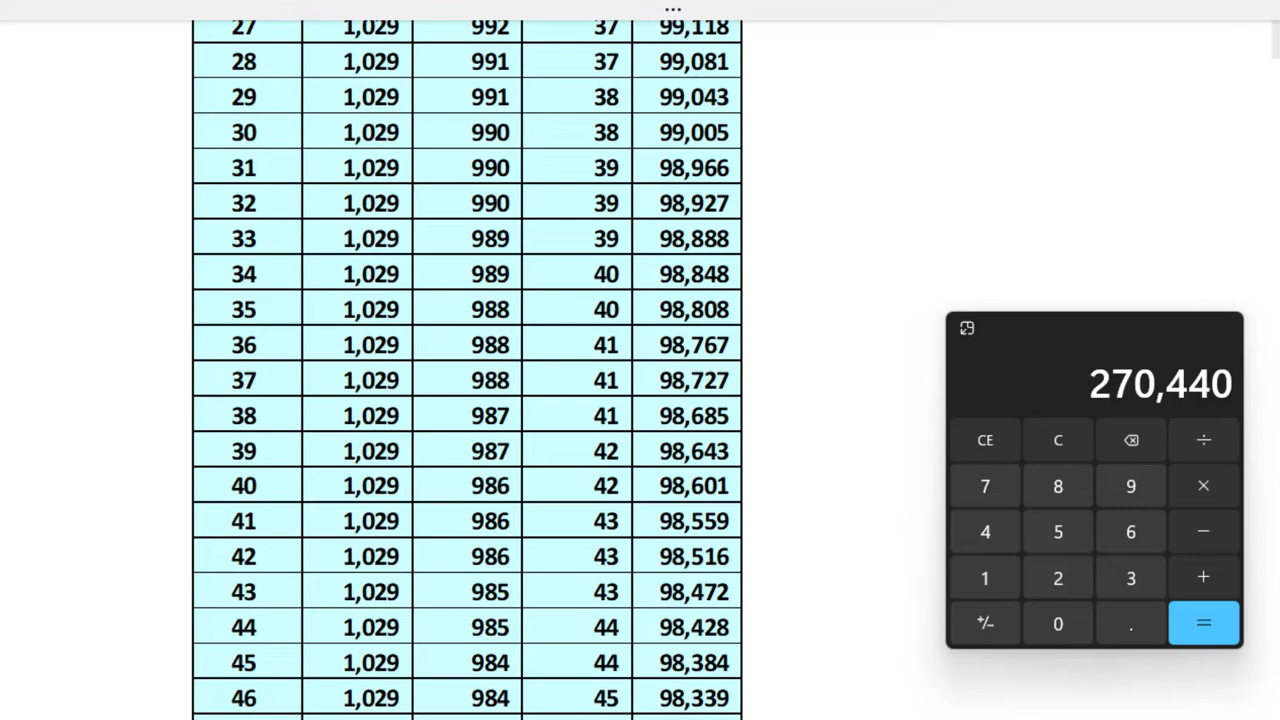 ...
27 1,029 992 37 99,118
28 1,029 991 37 99,081
29 1,029 991 38 99,043
30 1,029 990 38 99,005
31 1,029 990 39 98,966
32 1,029 990 39 98,927
33 1,029 989 39 98,888
34 1,029 989 40 98,848
35 1,029 988 40 98,808
36 1,029 988 41 98,767
37 1,029 988 41 98,727
38 1,029 987 41 98,685
39 1,029 987 42 98,643
40 1,029 986 42 98,601
41 1,029 986 43 98,559
42 1,029 986 43 98,516
43 1,029 985 43 98,472
44 1,029 985 44 98,428
45 1,029 984 44 98,384
46 1,029 984 45 98,339
270,440
CE C ÷
7 8 9 ×
4 5 6 −
1 2 3 +
+/− 0 . =